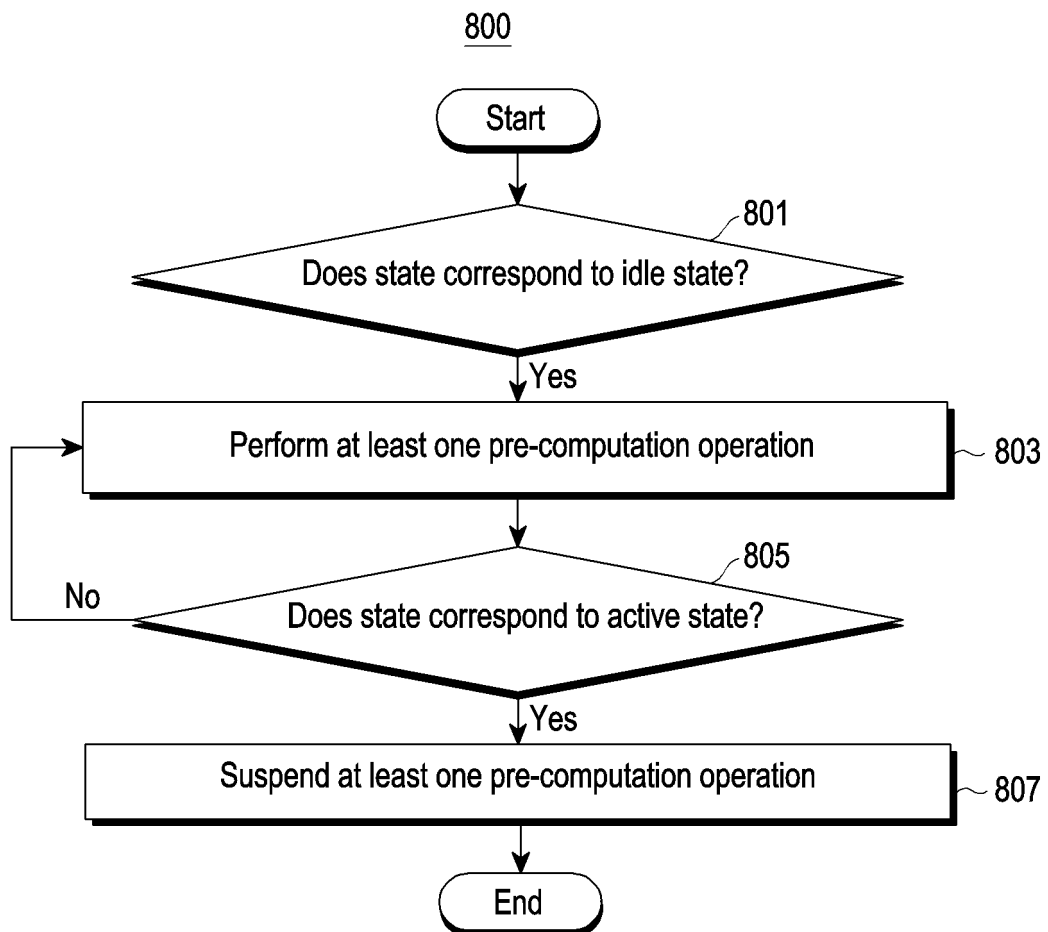 800
Start
801
Does state correspond to idle state?
Yes
Perform at least one pre-computation operation
803
805
No
Does state correspond to active state?
Yes
Suspend at least one pre-computation operation
807
End